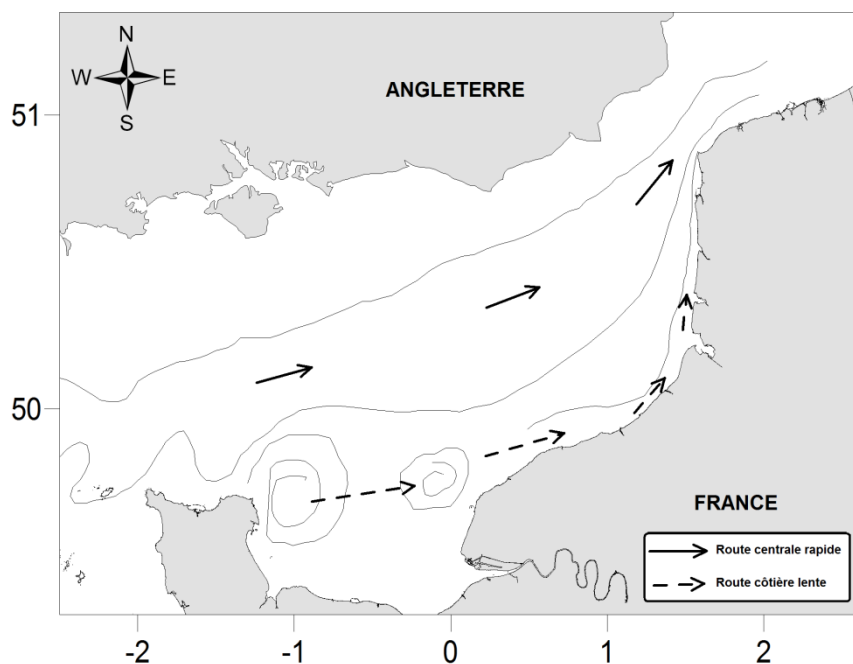 N
W E
S
ANGLETERRE
51
50
FRANCE
Route centrale rapide
Route côtière lente
-2 -1 0 1 2